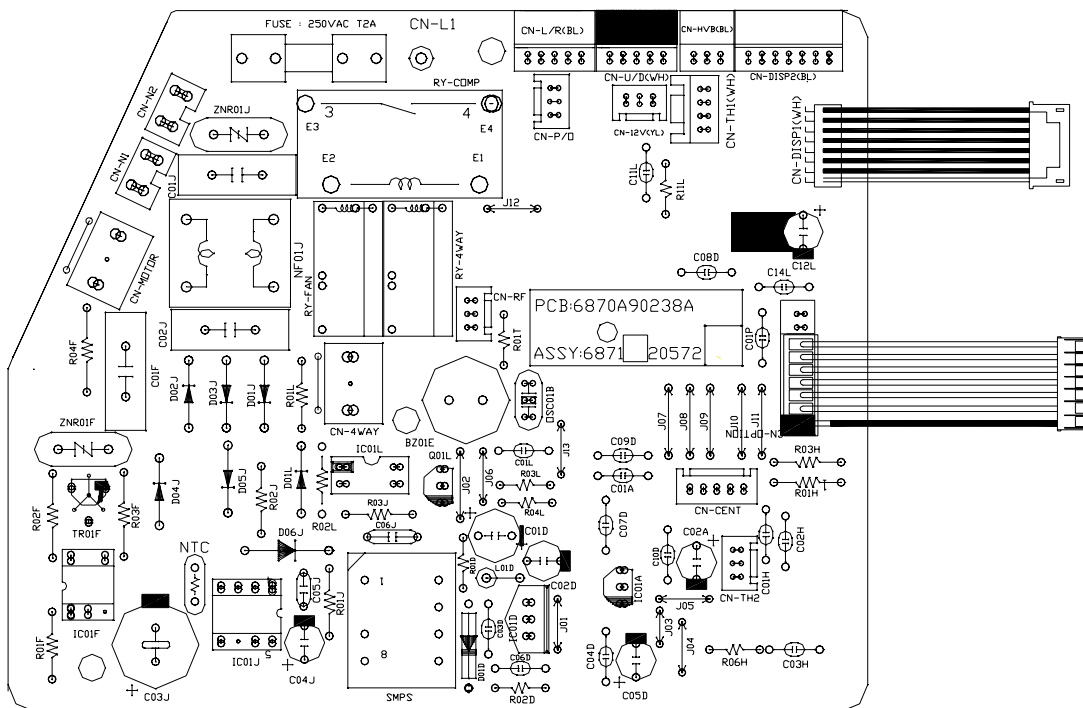 FUSE : 250VAC T2A
CN-L1
CN-L/R(BL)
CN-H/B(BL)
CN-U/D(WH)
CN-DISP2(BL)
RY-COMP
CN-N2
ZNR01J
3
4
E3
E4
E2
E1
CN-P/O
CN-12V(YL)
CN-TH1(WH)
CN-DISP1(WH)
CN-N1
C01J
C11L
R11L
J12
CN-MOTOR
NF01J
RY-FAN
RY-4WAY
C12L
C08D
C14L
CN-RF
R01T
PCB:6870A90238A
ASSY:6871
20572
C01P
C02J
R04F
C01F
D02J
D03J
D01J
R01L
OSC01B
J07
J08
J09
J10
J11
CN-OPTION
ZNR01F
CN-4WAY
BZ01E
J13
IC01L
Q01L
C01L
C09D
R03H
D04J
D05J
R02J
D01L
R02L
J02
J06
R03L
C01A
R01H
R04L
CN-CENT
R02F
TR01F
R03F
R03J
C06J
C01D
C07D
D06J
NTC
R01D
L01D
C02D
C10D
C02A
C01H
C02H
CN-TH2
C05J
R01J
1
8
IC01A
J05
IC01F
IC01J
5
C04J
C03D
IC01D
J01
J03
J04
R01F
C03J
SMPS
D01D
C06D
R02D
C04D
C05D
R06H
C03H